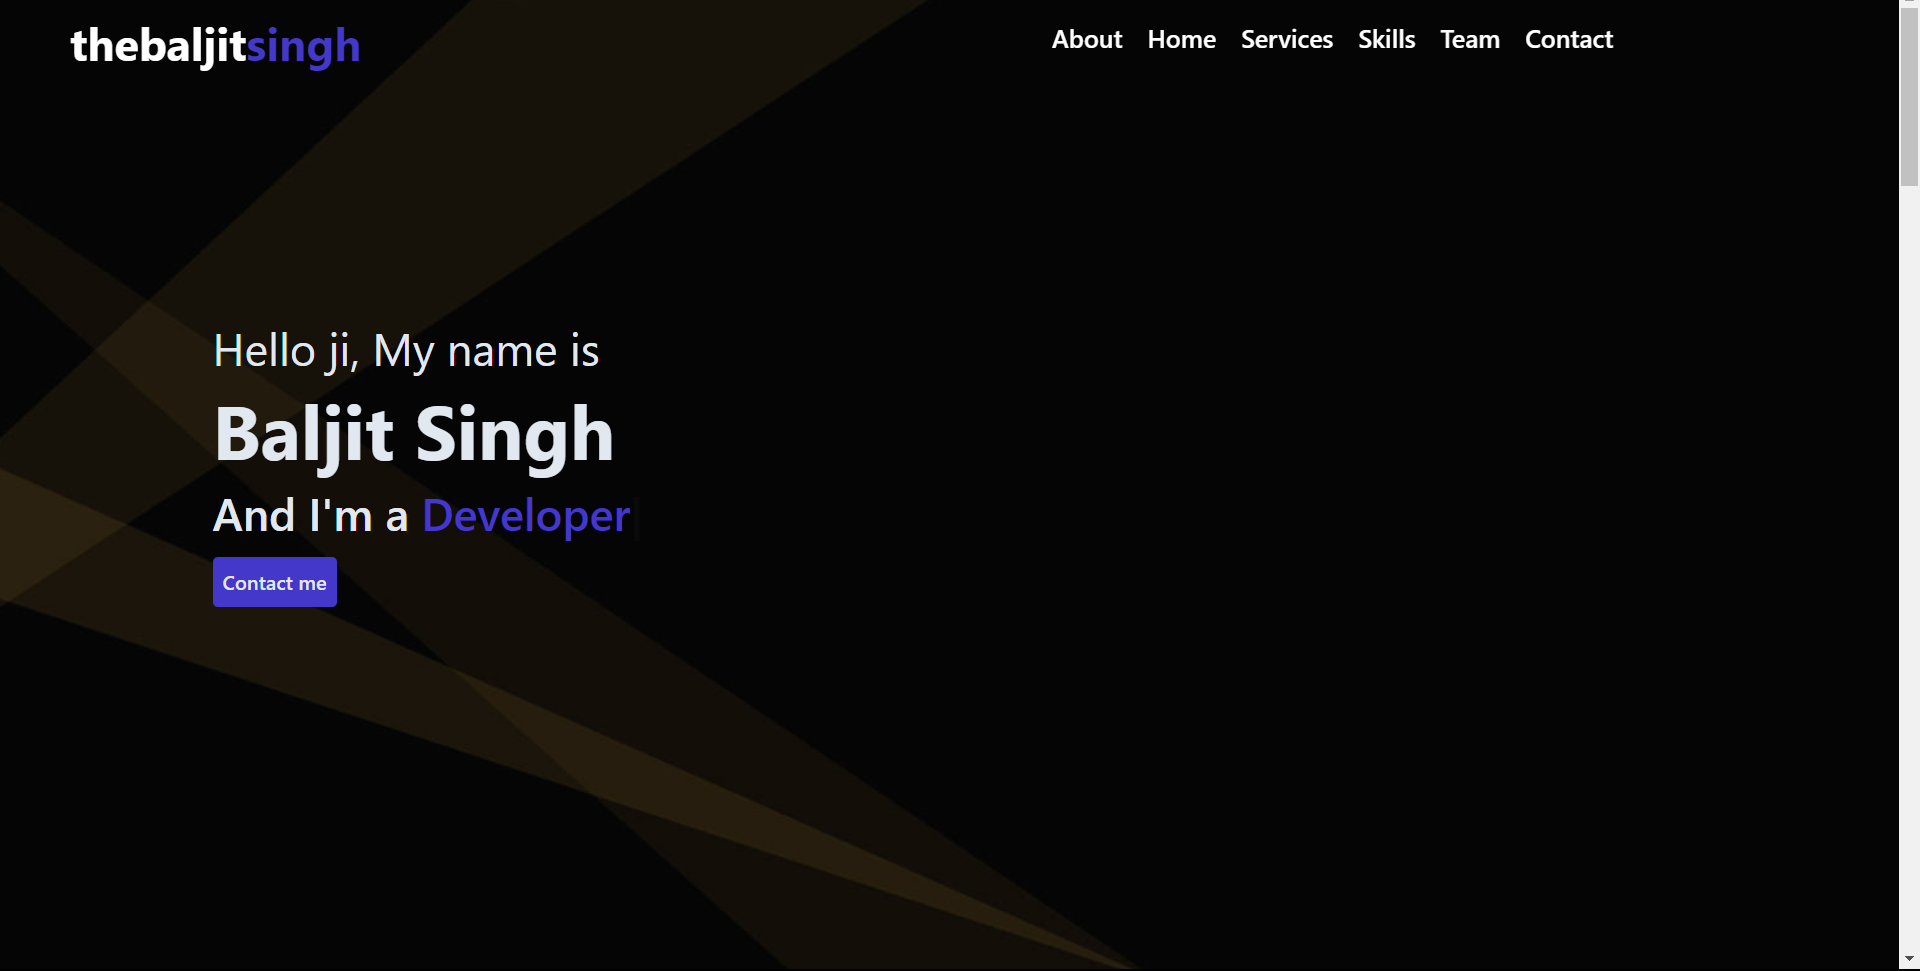 thebaljitsingh
About Home Services Skills Team Contact
Hello ji, My name is
Baljit Singh
And I'm a Developer
Contact me